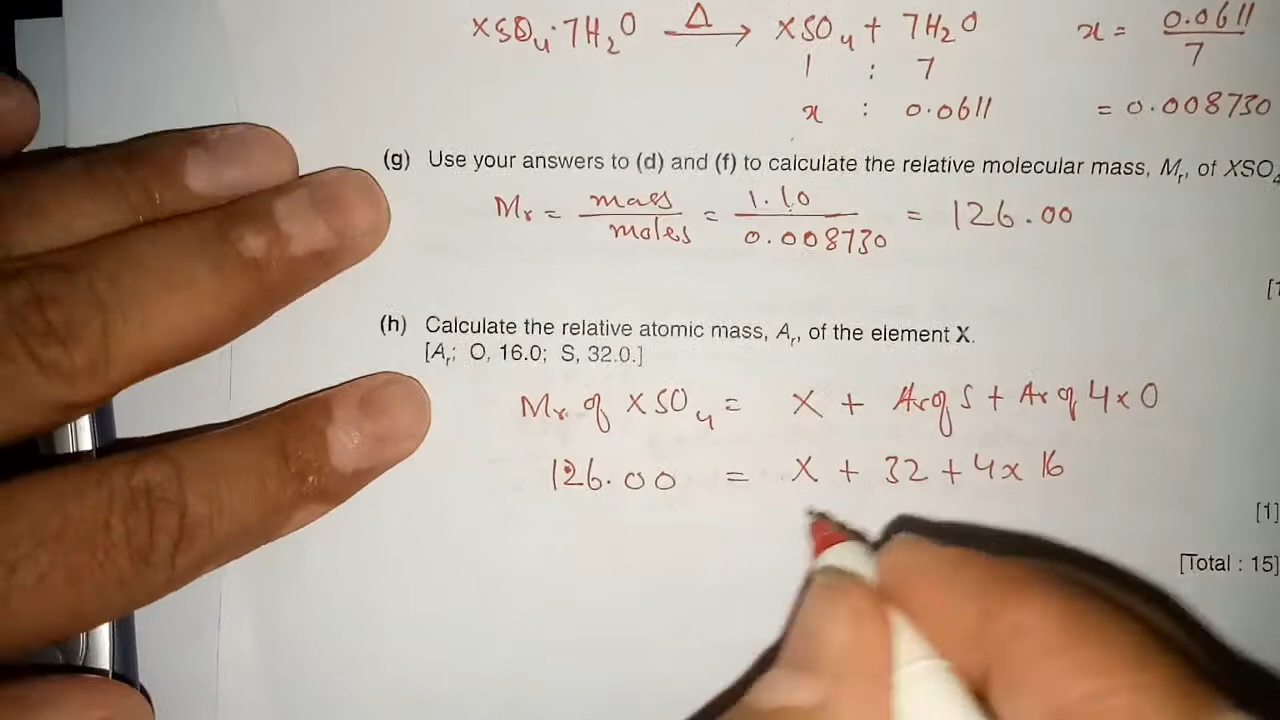 XSO₄·7H₂O —Δ→ XSO₄ + 7H₂O x = 0.0611/7
1 : 7
x : 0.0611 = 0.008730
(g) Use your answers to (d) and (f) to calculate the relative molecular mass, Mᵣ, of XSO₄
Mr = mass/moles = 1.10/0.008730 = 126.00
[1
(h) Calculate the relative atomic mass, Aᵣ, of the element X.
[Aᵣ; O, 16.0; S, 32.0.]
Mr of XSO₄ = X + Ar of S + Ar of 4 x O
126.00 = X + 32 + 4 x 16
[1]
[Total : 15]